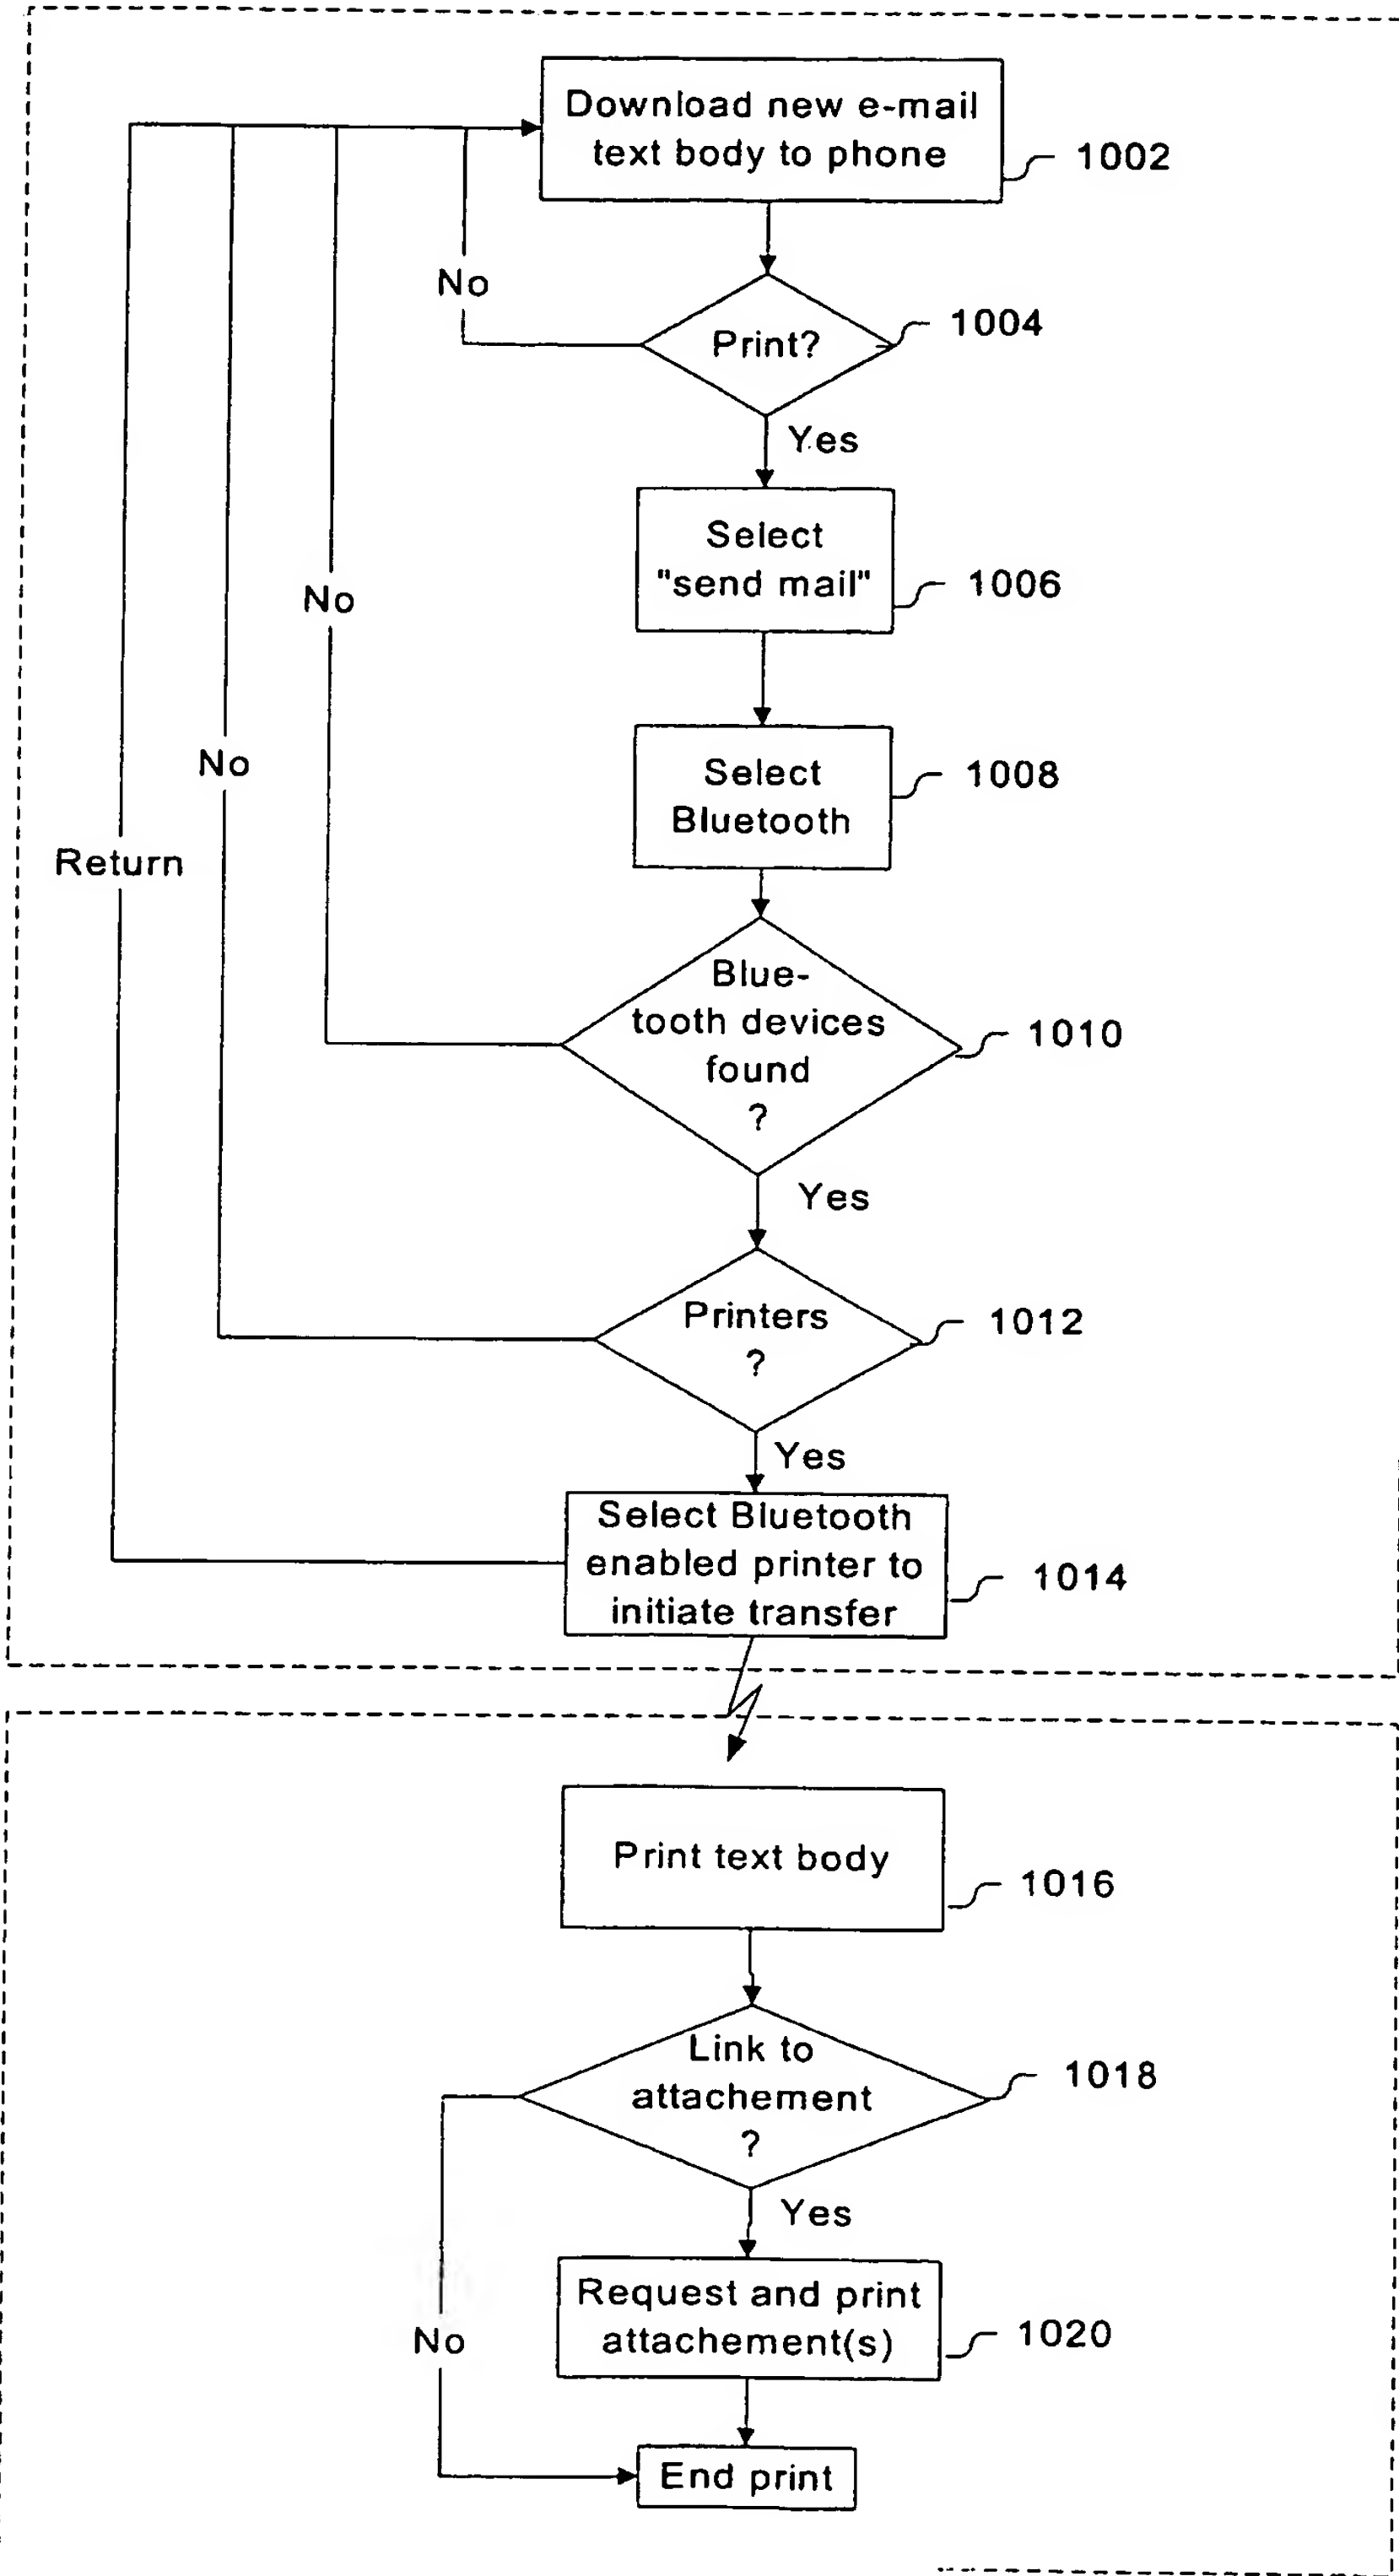 Download new e-mail
text body to phone
1002
No
Print?
1004
Yes
Select
"send mail"
1006
No
Select
Bluetooth
1008
No
Return
Blue-
tooth devices
found
?
1010
Yes
Printers
?
1012
Yes
Select Bluetooth
enabled printer to
initiate transfer
1014
Print text body
1016
Link to
attachement
?
1018
Yes
Request and print
attachement(s)
1020
No
End print